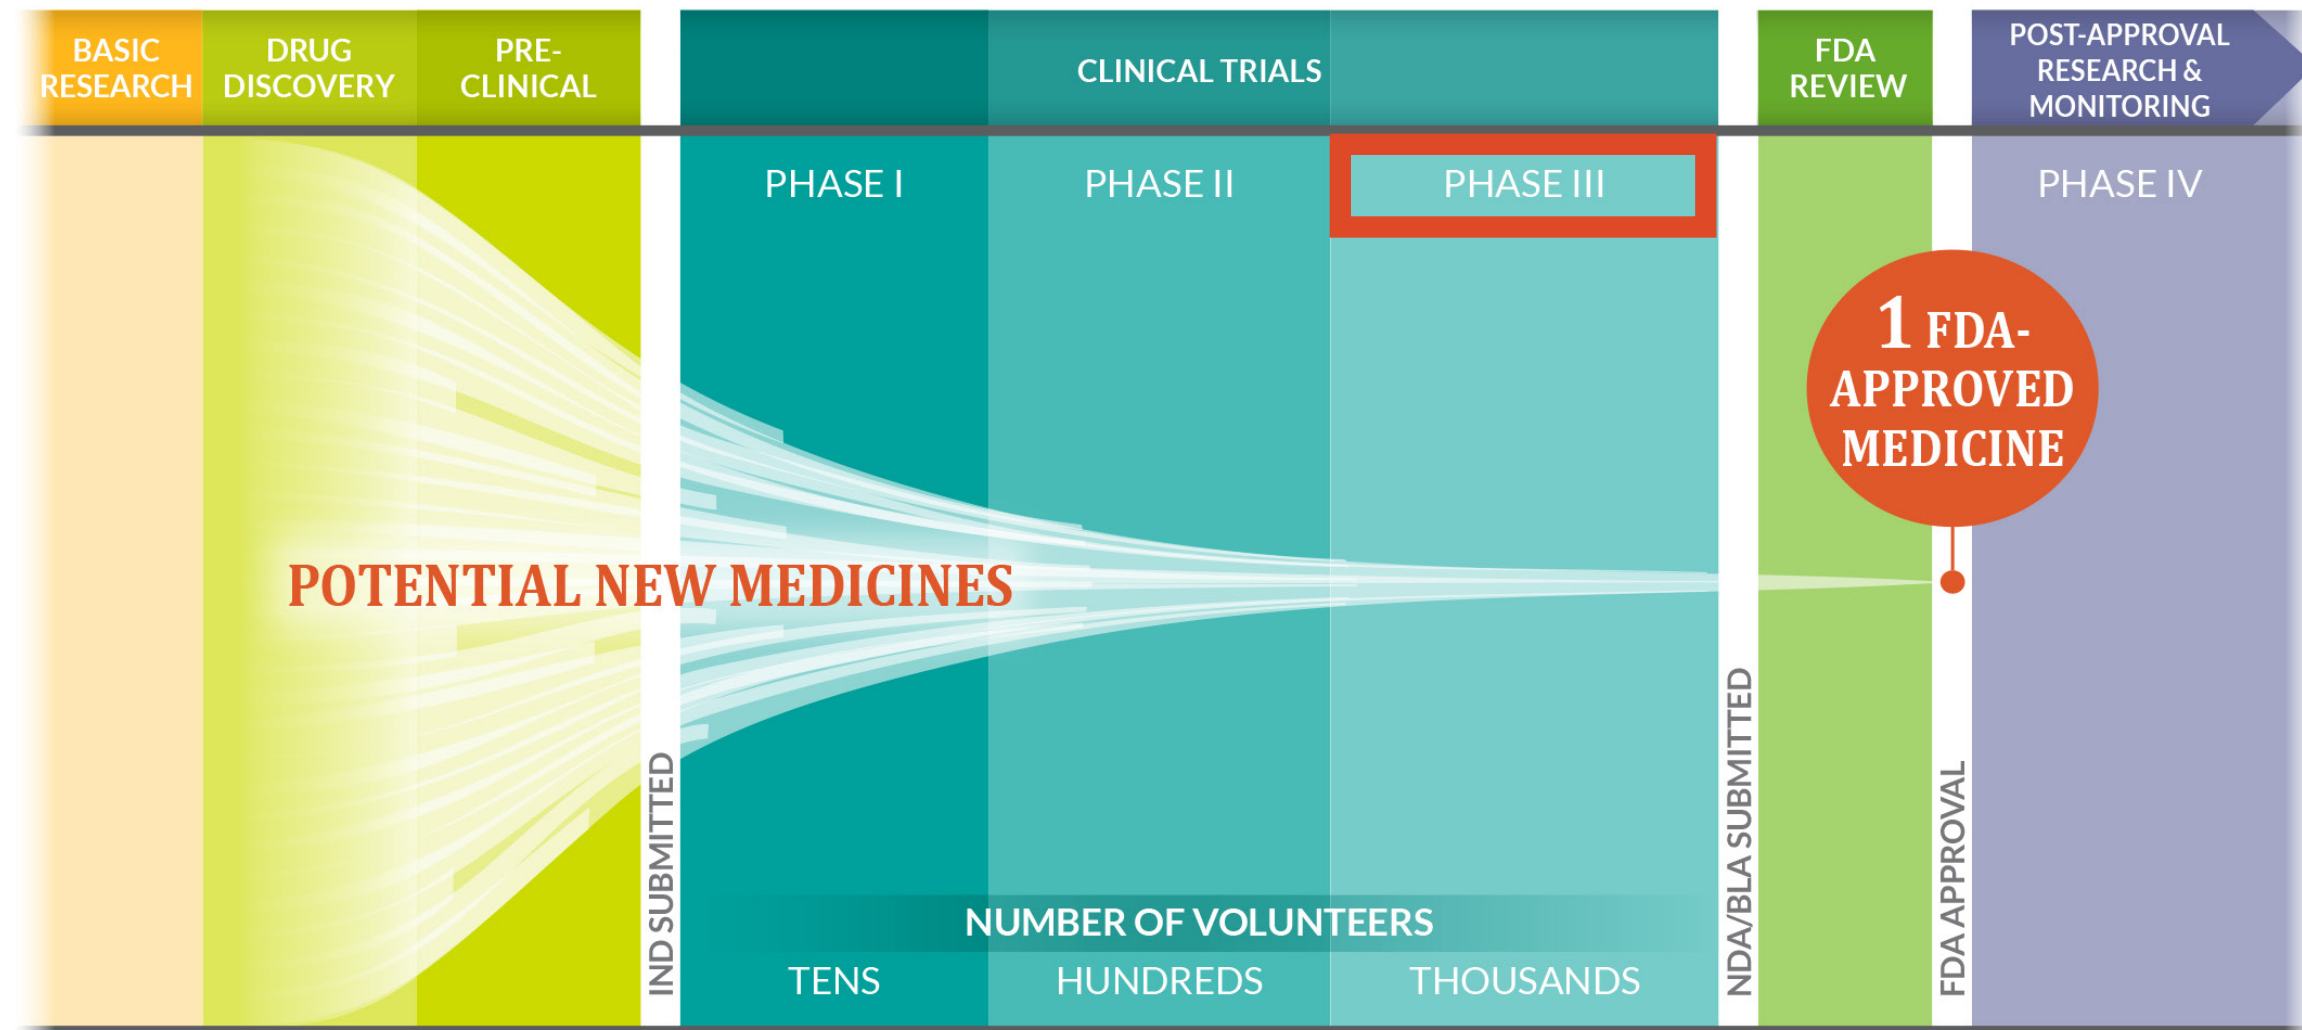 BASIC
RESEARCH
DRUG
DISCOVERY
PRE-
CLINICAL
CLINICAL TRIALS
FDA
REVIEW
POST-APPROVAL
RESEARCH &
MONITORING
PHASE I
PHASE II
PHASE III
PHASE IV
1 FDA-
APPROVED
MEDICINE
POTENTIAL NEW MEDICINES
IND SUBMITTED
NDA/BLA SUBMITTED
FDA APPROVAL
NUMBER OF VOLUNTEERS
TENS
HUNDREDS
THOUSANDS